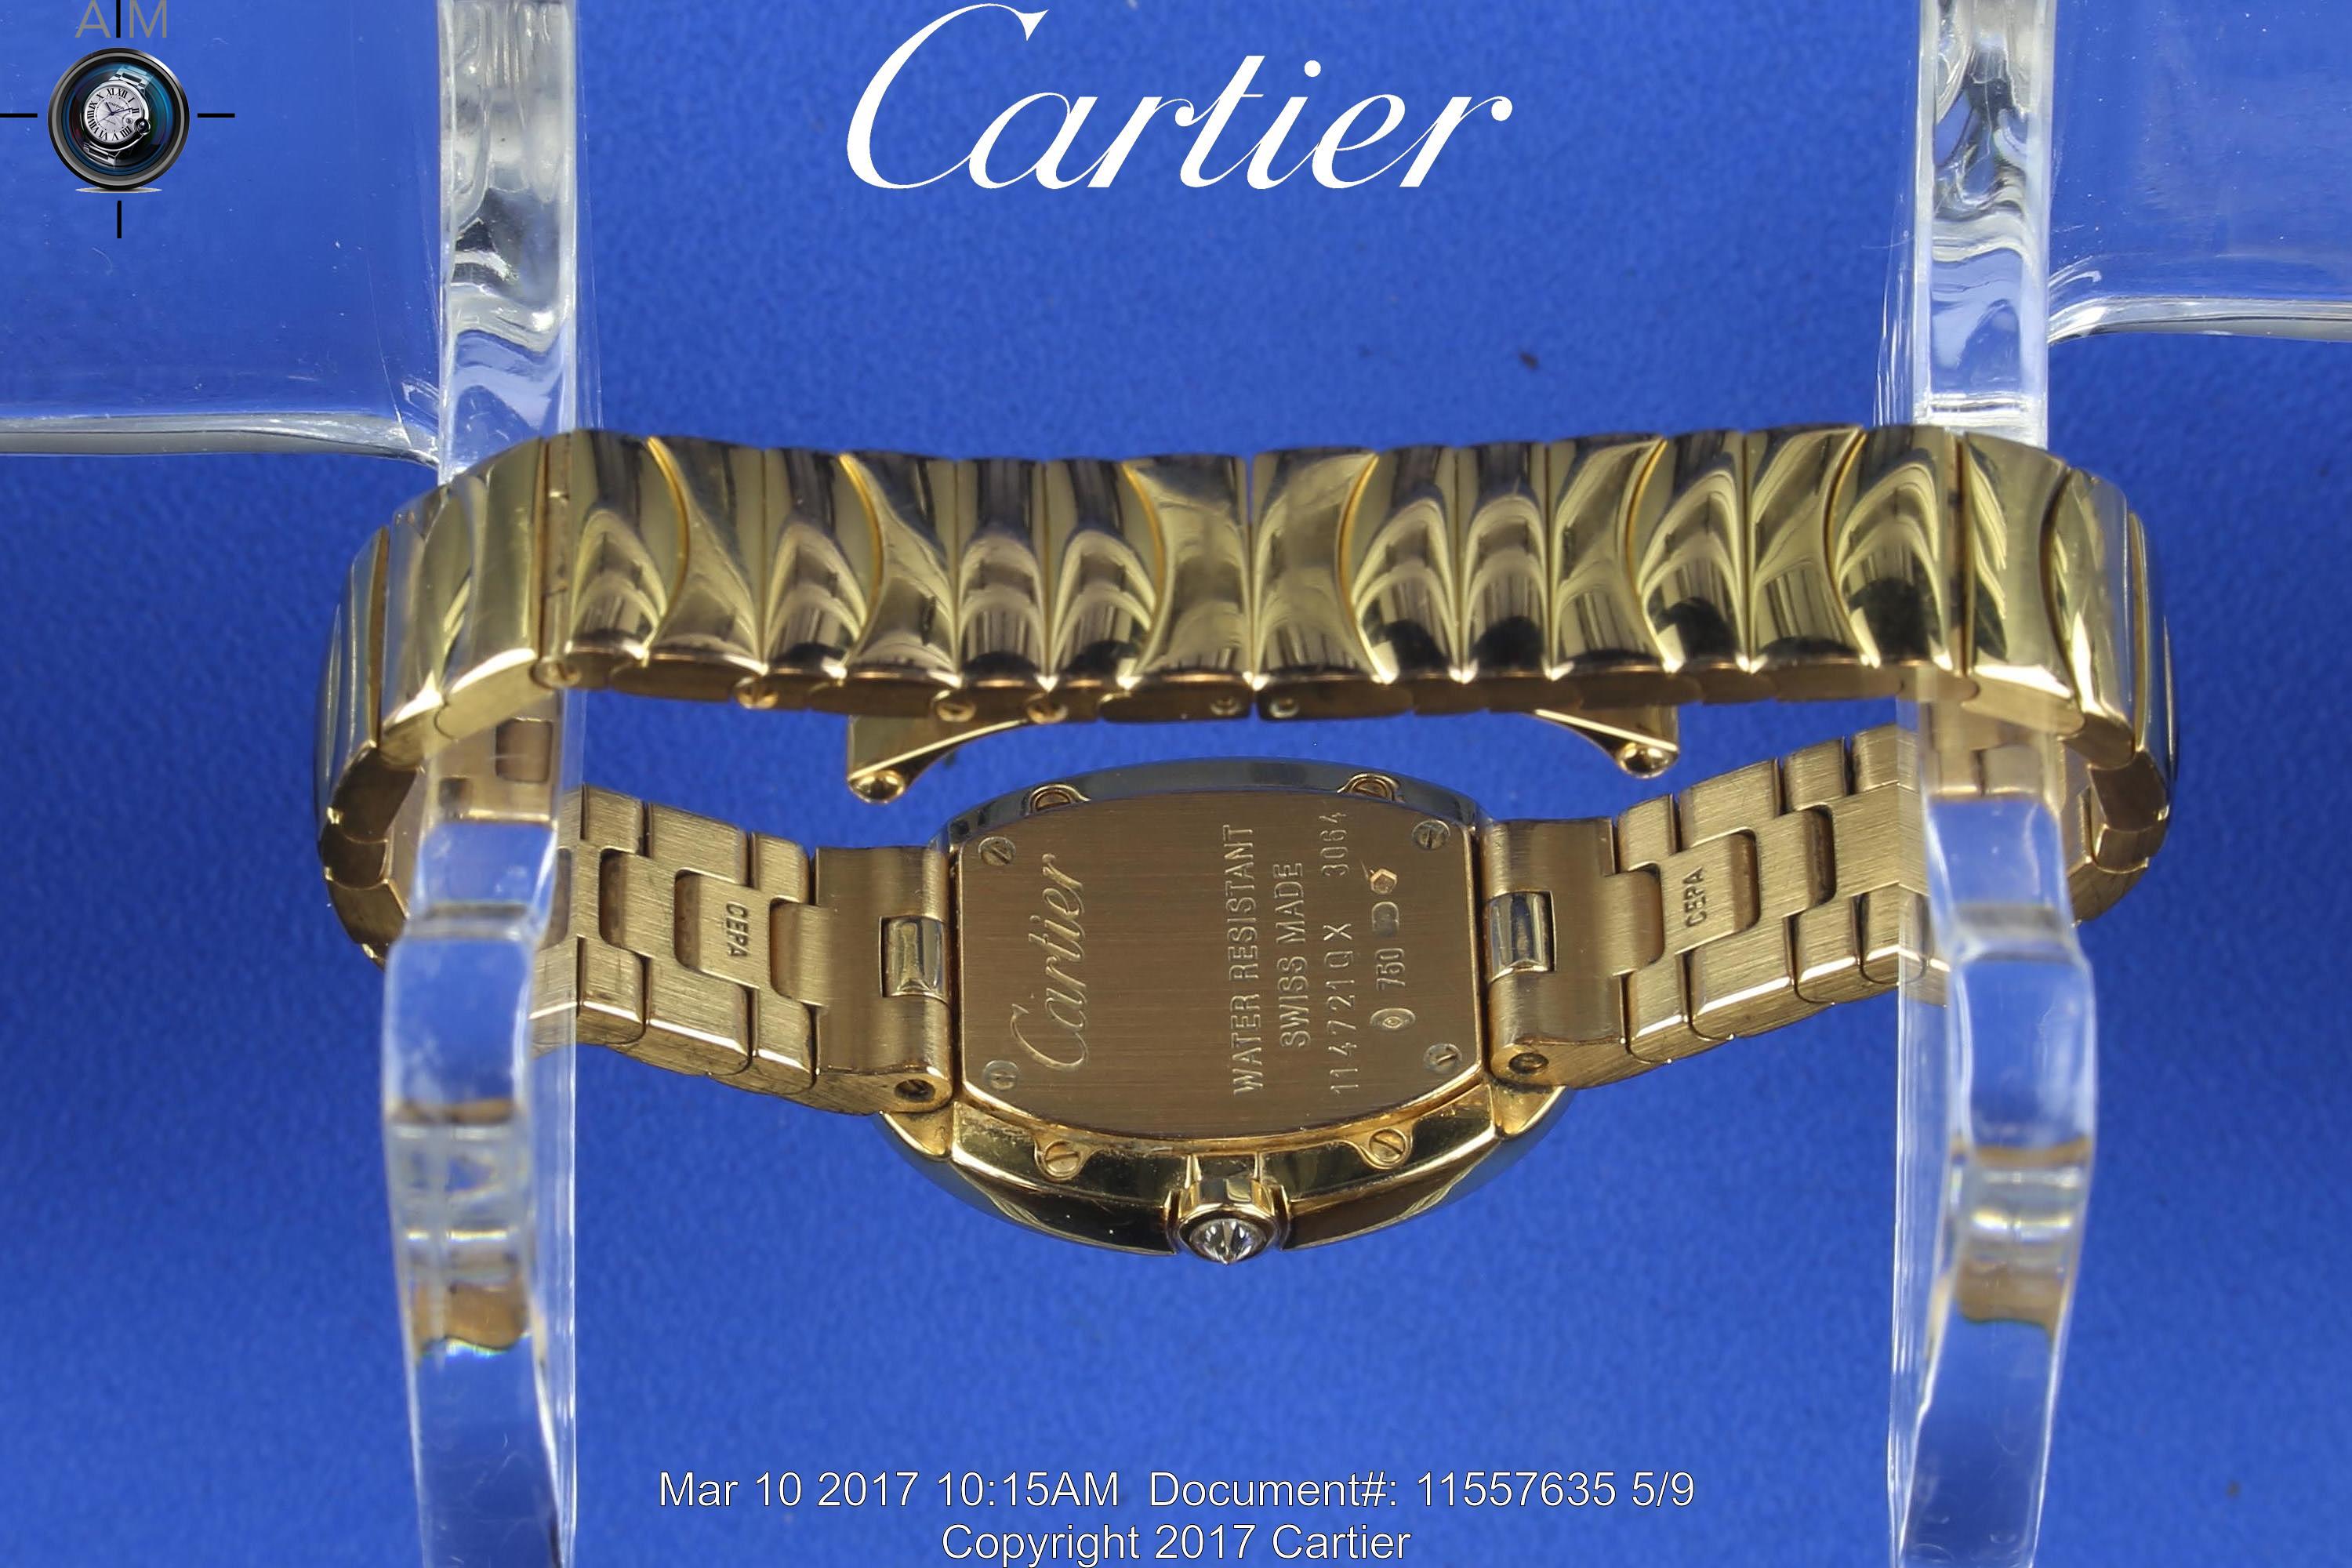 AIM
Cartier
CEPA
Cartier
WATER RESISTANT
SWISS MADE
114721QX 3064
750
CEPA
Mar 10 2017 10:15AM Document#: 11557635 5/9
Copyright 2017 Cartier